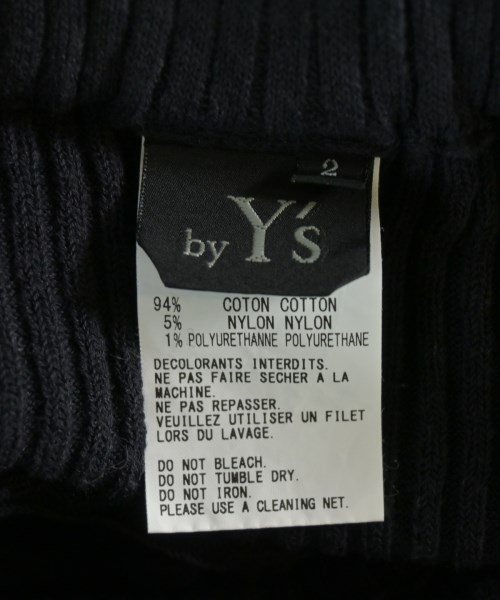 2
by Y's
94% COTON COTTON
5% NYLON NYLON
1% POLYURETHANNE POLYURETHANE
DECOLORANTS INTERDITS.
NE PAS FAIRE SECHER A LA
MACHINE.
NE PAS REPASSER.
VEUILLEZ UTILISER UN FILET
LORS DU LAVAGE.
DO NOT BLEACH.
DO NOT TUMBLE DRY.
DO NOT IRON.
PLEASE USE A CLEANING NET.